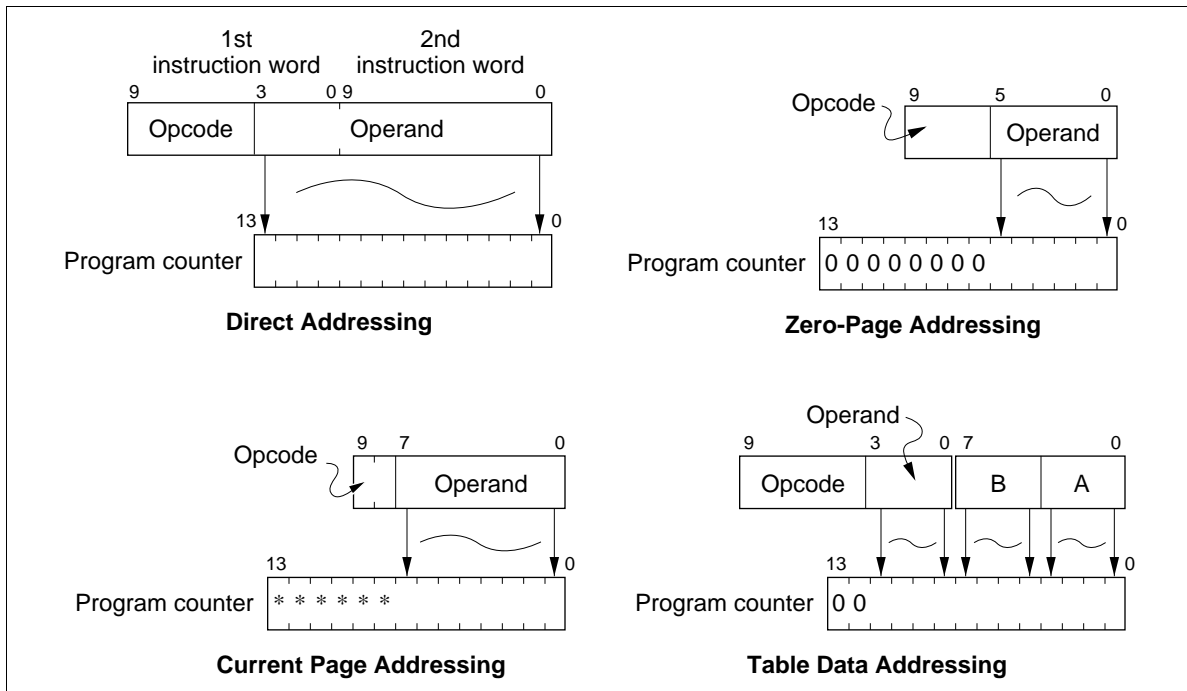 1st instruction word
2nd instruction word
9 3 0 9 0
Opcode Operand
13 0
Program counter
Direct Addressing
Opcode
9 5 0
Operand
13 0
Program counter 0 0 0 0 0 0 0 0
Zero-Page Addressing
Opcode
9 7 0
Operand
13 0
Program counter * * * * * *
Current Page Addressing
Operand
9 3 0 7 0
Opcode B A
13 0
Program counter 0 0
Table Data Addressing